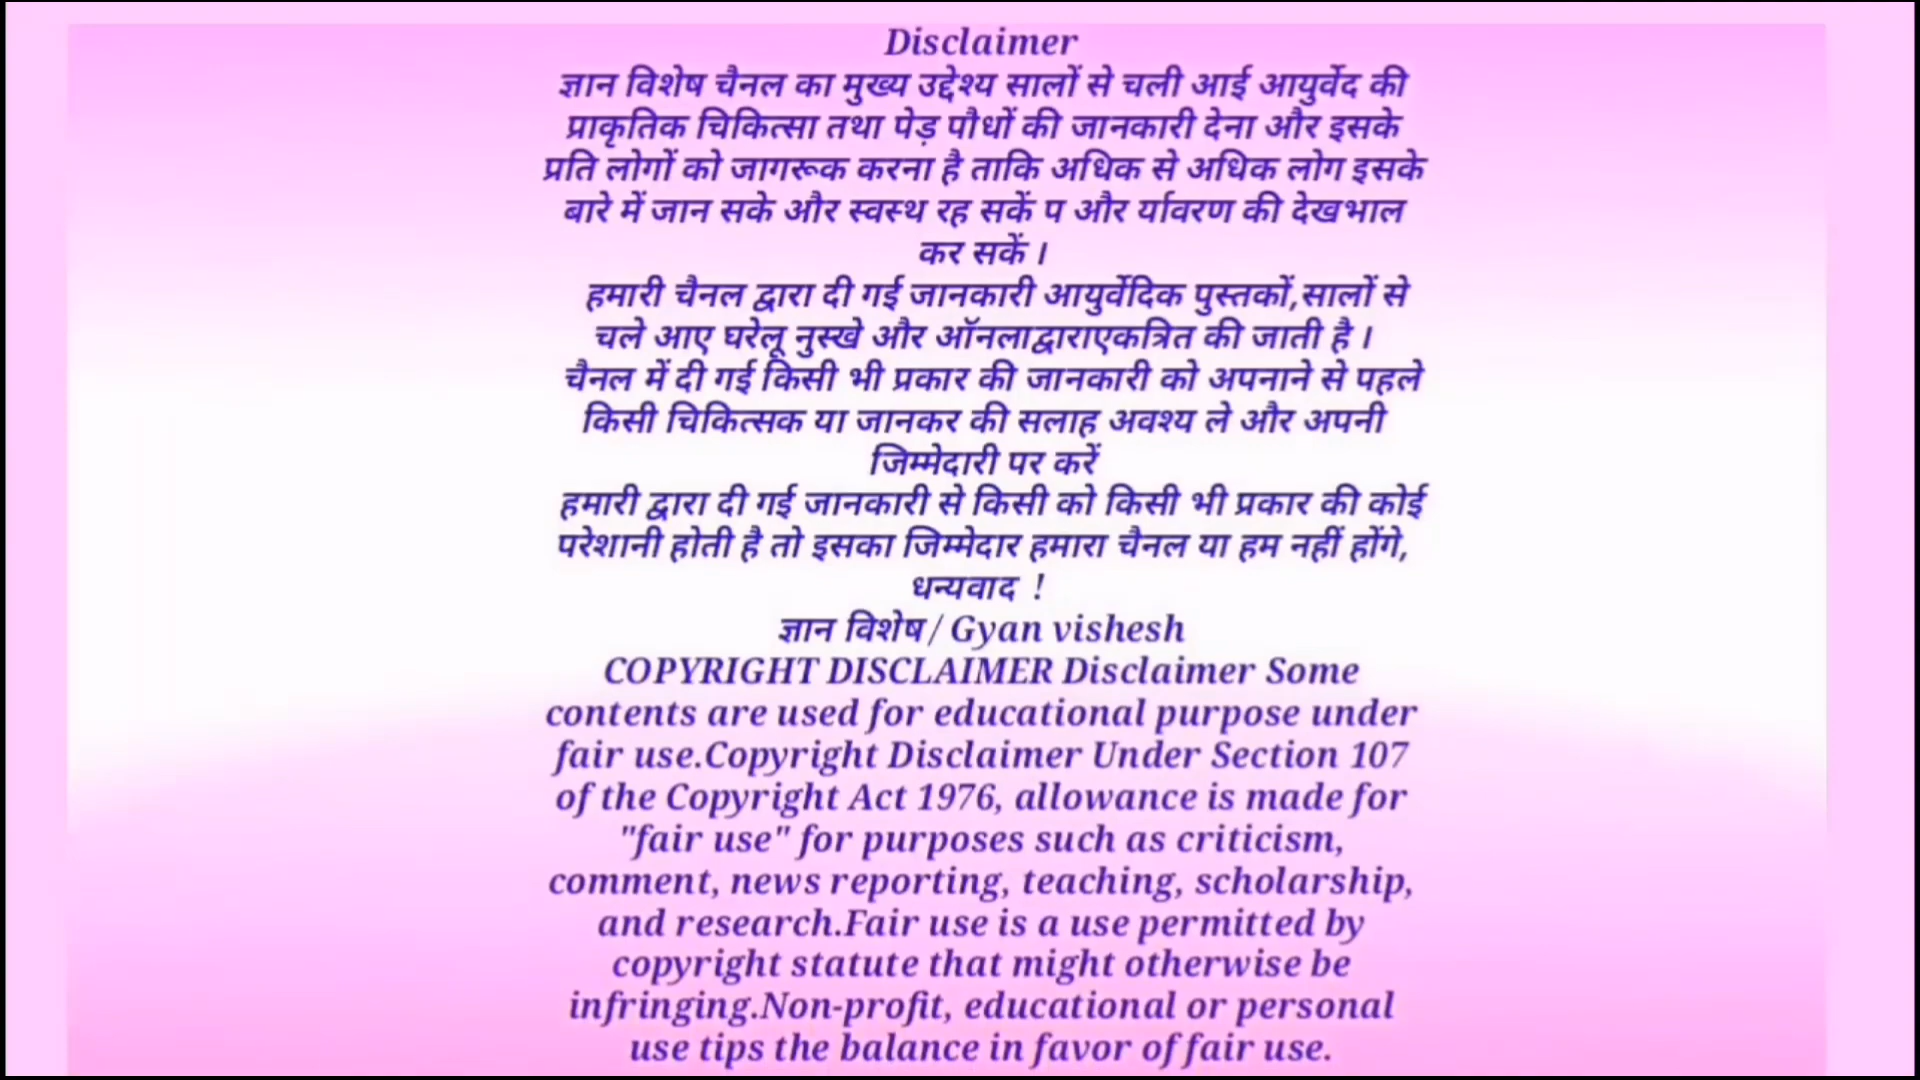 Disclaimer
ज्ञान विशेष चैनल का मुख्य उद्देश्य सालों से चली आई आयुर्वेद की
प्राकृतिक चिकित्सा तथा पेड़ पौधों की जानकारी देना और इसके
प्रति लोगों को जागरूक करना है ताकि अधिक से अधिक लोग इसके
बारे में जान सके और स्वस्थ रह सकें प और र्यावरण की देखभाल
कर सकें ।
हमारी चैनल द्वारा दी गई जानकारी आयुर्वेदिक पुस्तकों,सालों से
चले आए घरेलू नुस्खे और ऑनलाद्वाराएकत्रित की जाती है ।
चैनल में दी गई किसी भी प्रकार की जानकारी को अपनाने से पहले
किसी चिकित्सक या जानकर की सलाह अवश्य ले और अपनी
जिम्मेदारी पर करें
हमारी द्वारा दी गई जानकारी से किसी को किसी भी प्रकार की कोई
परेशानी होती है तो इसका जिम्मेदार हमारा चैनल या हम नहीं होंगे,
धन्यवाद !
ज्ञान विशेष/ Gyan vishesh
COPYRIGHT DISCLAIMER Disclaimer Some
contents are used for educational purpose under
fair use.Copyright Disclaimer Under Section 107
of the Copyright Act 1976, allowance is made for
"fair use" for purposes such as criticism,
comment, news reporting, teaching, scholarship,
and research.Fair use is a use permitted by
copyright statute that might otherwise be
infringing.Non-profit, educational or personal
use tips the balance in favor of fair use.